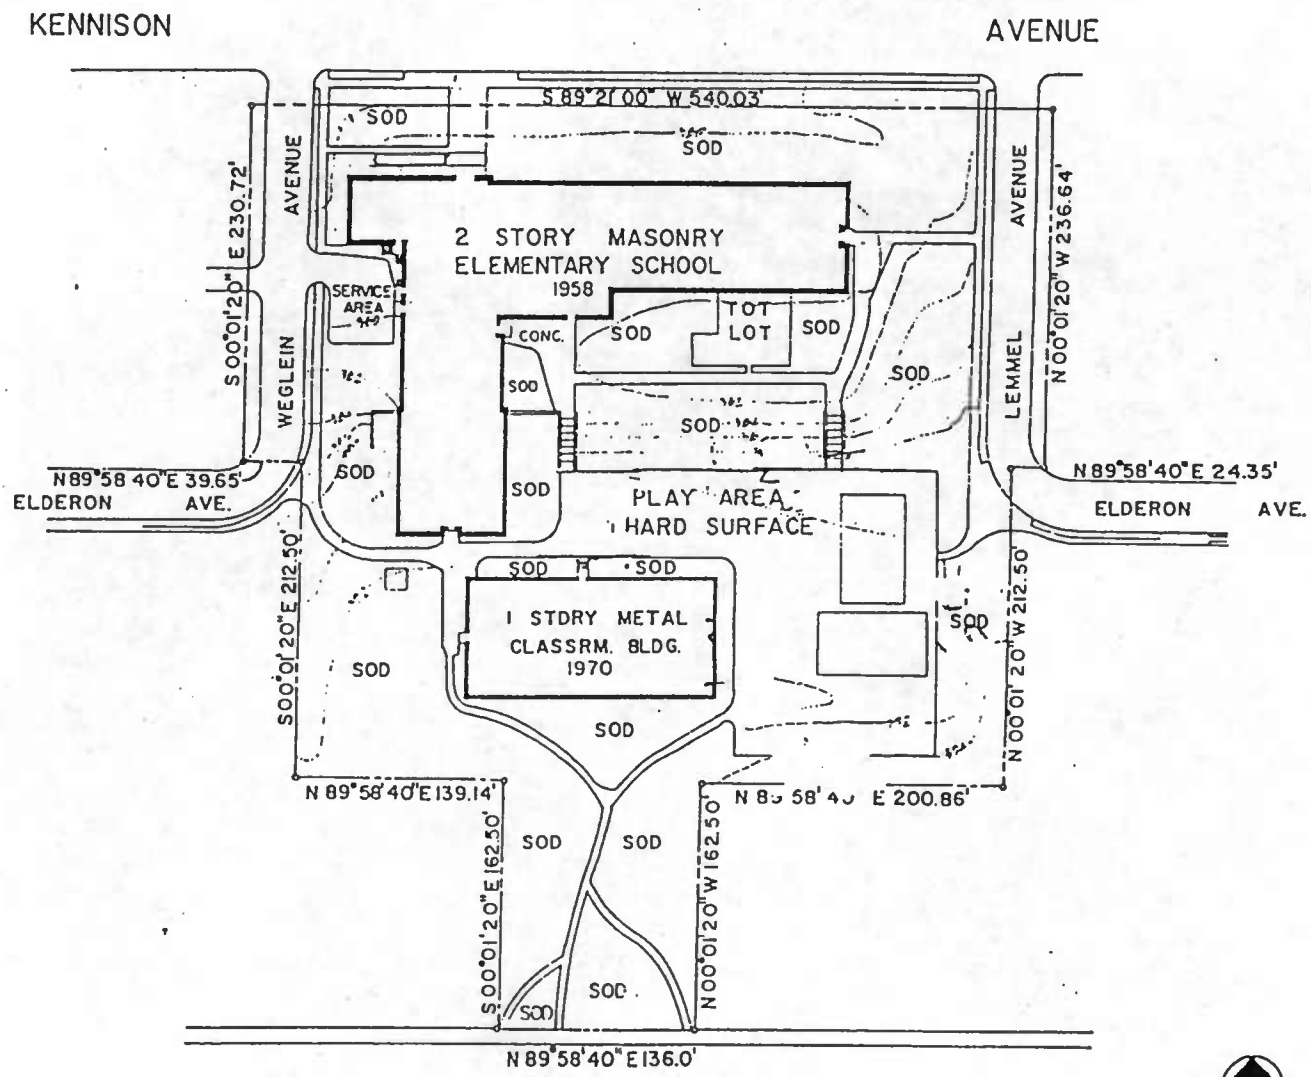 KENNISON
AVENUE
S 89°21'00" W 540.03'
SOD
SOD
AVENUE
WEGLEIN
S 00°01'20" E 230.72'
AVENUE
LEMMEL
N 00°01'20" W 236.64'
2 STORY MASONRY
ELEMENTARY SCHOOL
1958
SERVICE
AREA
CONC.
SOD
TOT
LOT
SOD
SOD
SOD
SOD
SOD
SOD
N 89°58'40" E 39.65'
ELDERON AVE.
N 89°58'40" E 24.35'
ELDERON AVE.
PLAY AREA
HARD SURFACE
S 00°01'20" E 212.50'
SOD
SOD
1 STORY METAL
CLASSRM. BLDG.
1970
SOD
SOD
N 00°01'20" W 212.50'
SOD
N 89°58'40" E 139.14'
E 200.86'
S 00°01'20" E 162.50'
SOD
SOD
N 00°01'20" W 162.50'
SOD
SOD
N 89°58'40" E 136.0'